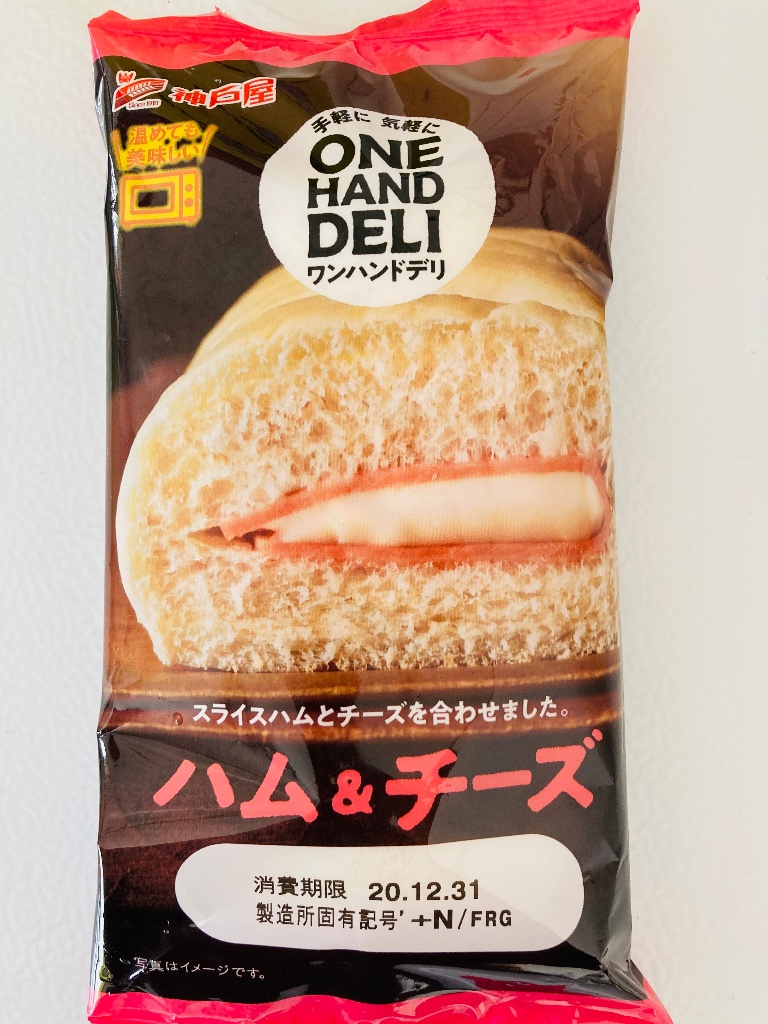 神戸屋
Since 1918
温めても
美味しい
手軽に 気軽に
ONE
HAND
DELI
ワンハンドデリ
スライスハムとチーズを合わせました。
ハム&チーズ
消費期限 20.12.31
製造所固有記号' +N/FRG
写真はイメージです。